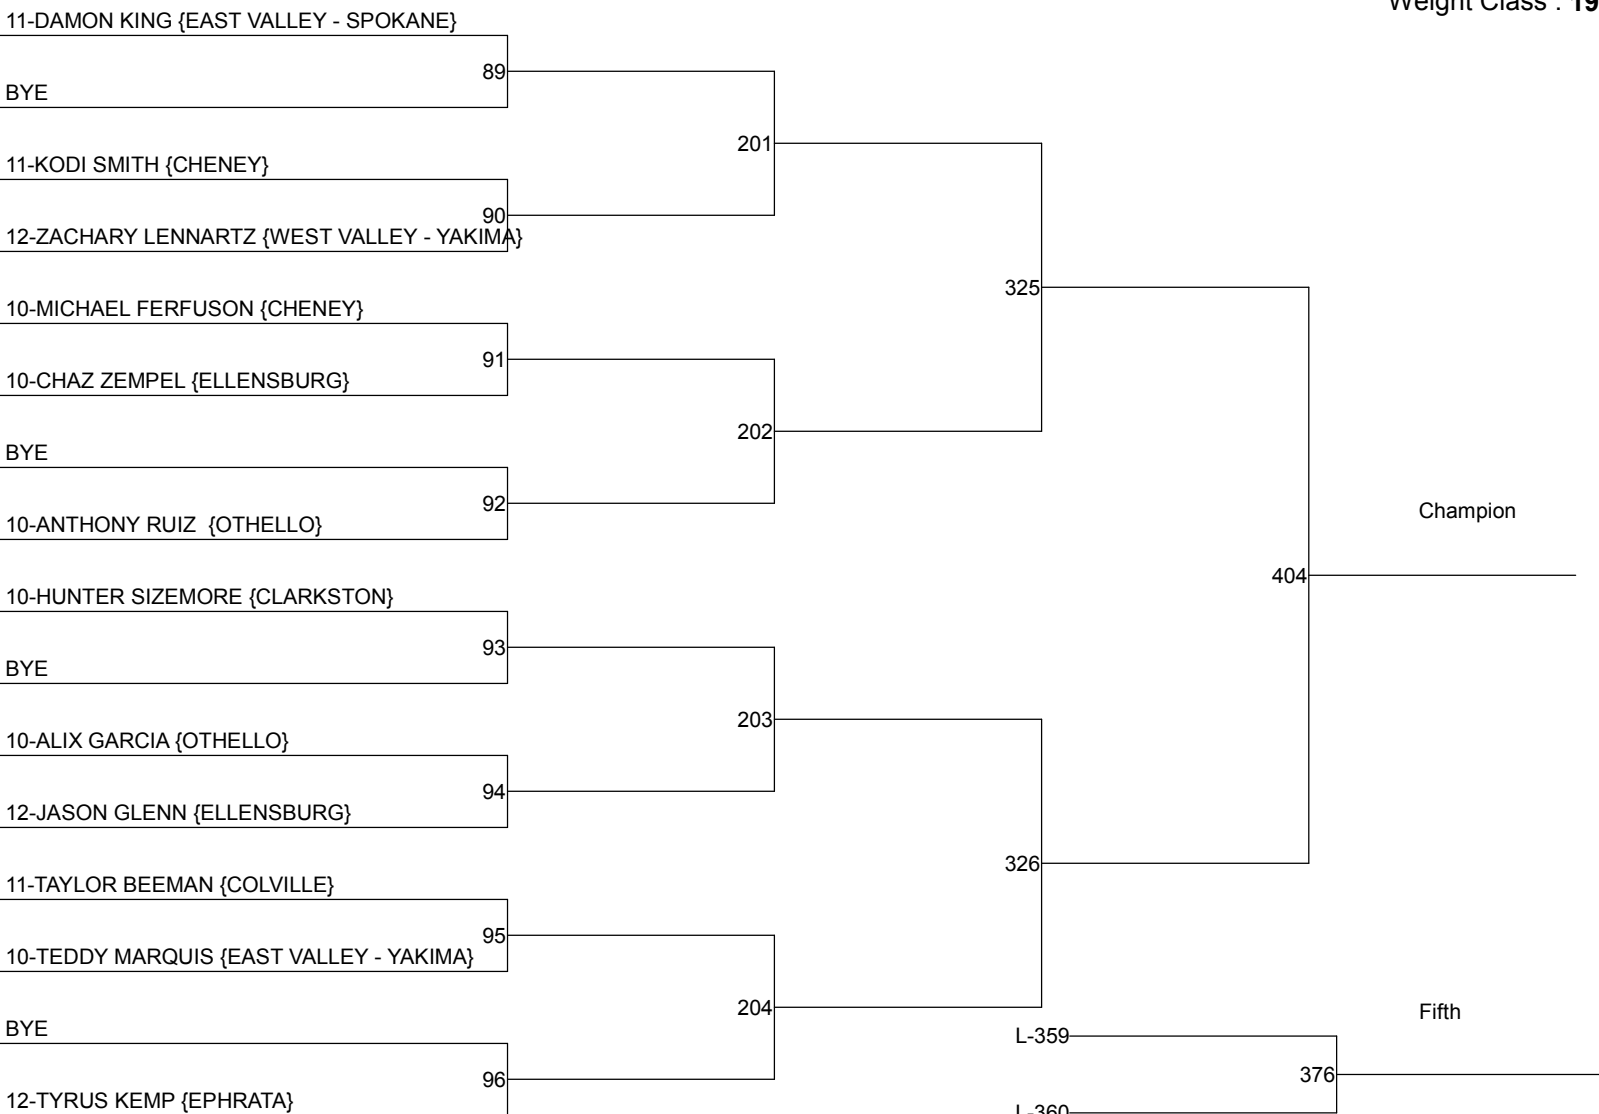 Weight Class : 19
11-DAMON KING {EAST VALLEY - SPOKANE}
89
BYE
201
11-KODI SMITH {CHENEY}
90
12-ZACHARY LENNARTZ {WEST VALLEY - YAKIMA}
325
10-MICHAEL FERFUSON {CHENEY}
91
10-CHAZ ZEMPEL {ELLENSBURG}
202
BYE
92
10-ANTHONY RUIZ  {OTHELLO}
Champion
404
10-HUNTER SIZEMORE {CLARKSTON}
93
BYE
203
10-ALIX GARCIA {OTHELLO}
94
12-JASON GLENN {ELLENSBURG}
326
11-TAYLOR BEEMAN {COLVILLE}
95
10-TEDDY MARQUIS {EAST VALLEY - YAKIMA}
204
Fifth
BYE
L-359
376
96
12-TYRUS KEMP {EPHRATA}
L-360